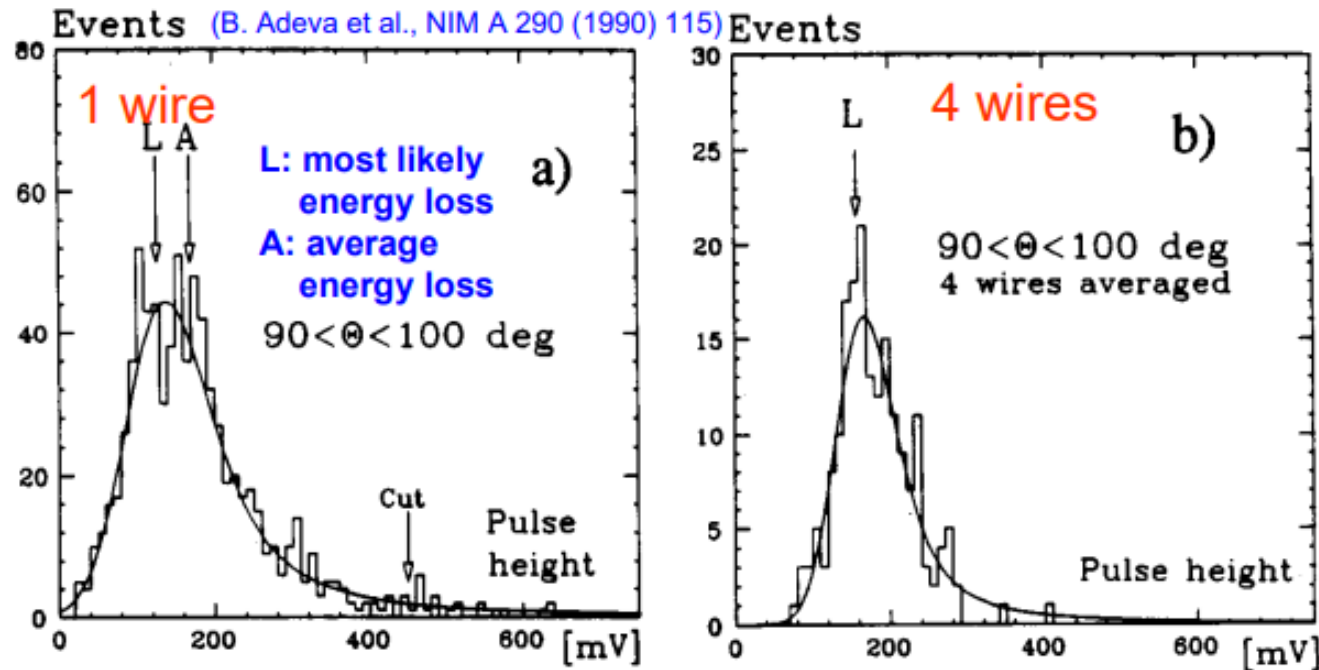 Events (B. Adeva et al., NIM A 290 (1990) 115)
80
60
40
20
0
1 wire
L A
L: most likely
energy loss
A: average
energy loss
a)
90<Θ<100 deg
Cut
Pulse
height
0 200 400 600 [mV]
Events
30
25
20
15
10
5
0
4 wires
L
b)
90<Θ<100 deg
4 wires averaged
Pulse height
0 200 400 600 [mV]